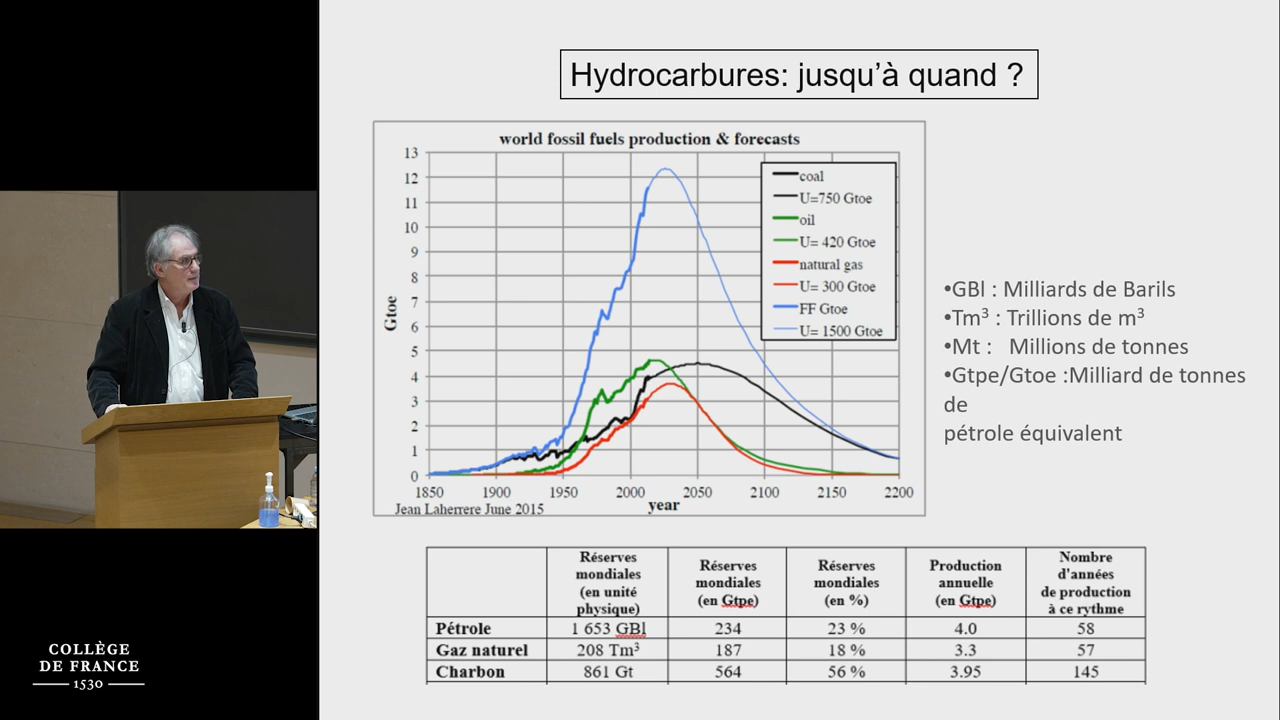 Hydrocarbures: jusqu'à quand ?
world fossil fuels production & forecasts
13
12
11
10
9
8
7
6
5
4
3
2
1
0
Gtoe
coal
U=750 Gtoe
oil
U= 420 Gtoe
natural gas
U= 300 Gtoe
FF Gtoe
U= 1500 Gtoe
1850 1900 1950 2000 2050 2100 2150 2200
Jean Laherrere June 2015
year
•GBl : Milliards de Barils
•Tm³ : Trillions de m³
•Mt : Millions de tonnes
•Gtpe/Gtoe :Milliard de tonnes
de
pétrole équivalent
Réserves mondiales (en unité physique) Réserves mondiales (en Gtpe) Réserves mondiales (en %) Production annuelle (en Gtpe) Nombre d'années de production à ce rythme
Pétrole 1 653 GBl 234 23 % 4.0 58
Gaz naturel 208 Tm³ 187 18 % 3.3 57
Charbon 861 Gt 564 56 % 3.95 145
COLLÈGE
DE FRANCE
1530